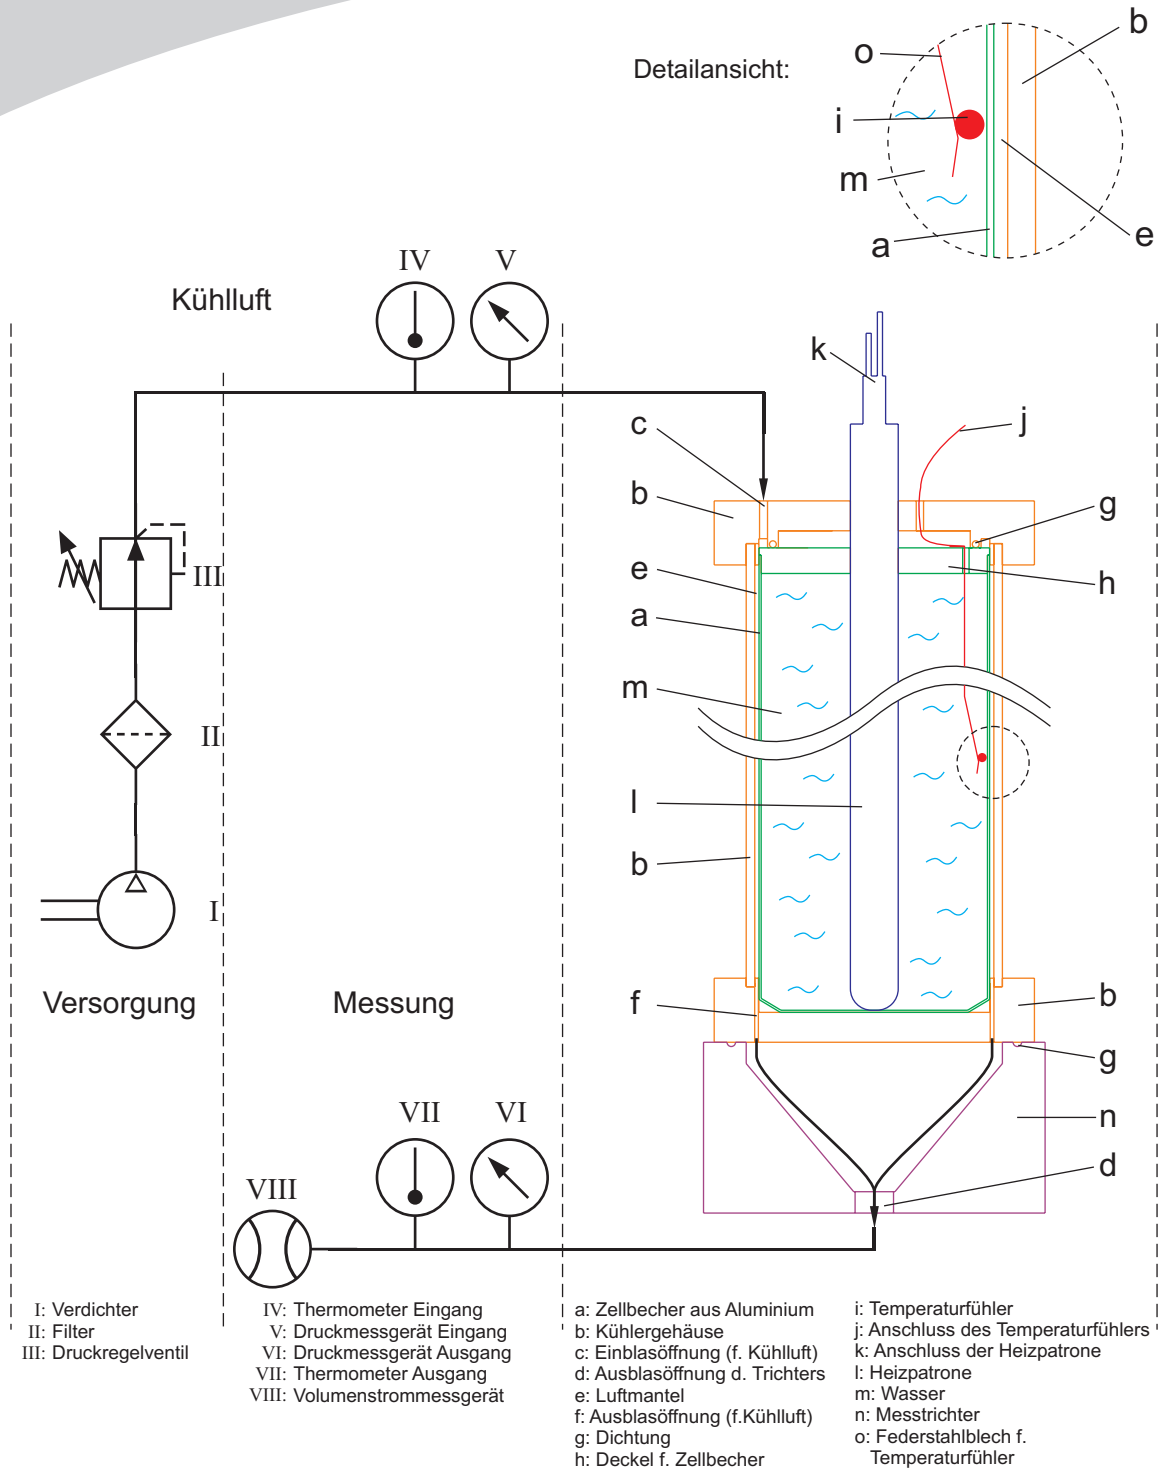 Detailansicht:
b
o
i
m
a
e
Kühlluft
IV
V
k
j
c
b
g
III
e
h
a
m
II
l
b
I
Versorgung
Messung
f
b
g
VII
VI
n
d
VIII
I: Verdichter
II: Filter
III: Druckregelventil
IV: Thermometer Eingang
V: Druckmessgerät Eingang
VI: Druckmessgerät Ausgang
VII: Thermometer Ausgang
VIII: Volumenstrommessgerät
a: Zellbecher aus Aluminium
b: Kühlergehäuse
c: Einblasöffnung (f. Kühlluft)
d: Ausblasöffnung d. Trichters
e: Luftmantel
f: Ausblasöffnung (f.Kühlluft)
g: Dichtung
h: Deckel f. Zellbecher
i: Temperaturfühler
j: Anschluss des Temperaturfühlers
k: Anschluss der Heizpatrone
l: Heizpatrone
m: Wasser
n: Messtrichter
o: Federstahlblech f.
Temperaturfühler